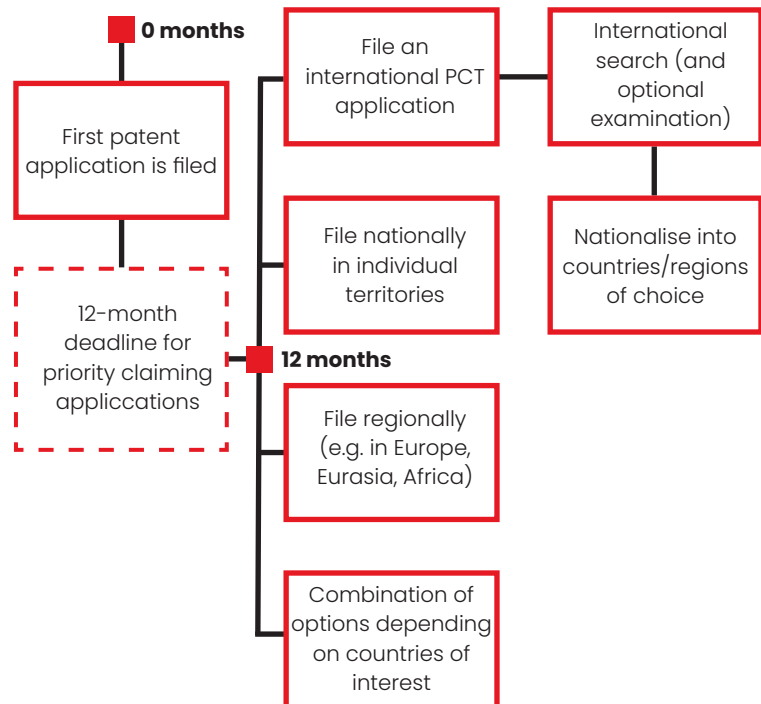 0 months
First patent
application is filed
12-month
deadline for
priority claiming
appliccations
12 months
File an
international PCT
application
International
search (and
optional
examination)
Nationalise into
countries/regions
of choice
File nationally
in individual
territories
File regionally
(e.g. in Europe,
Eurasia, Africa)
Combination of
options depending
on countries of
interest